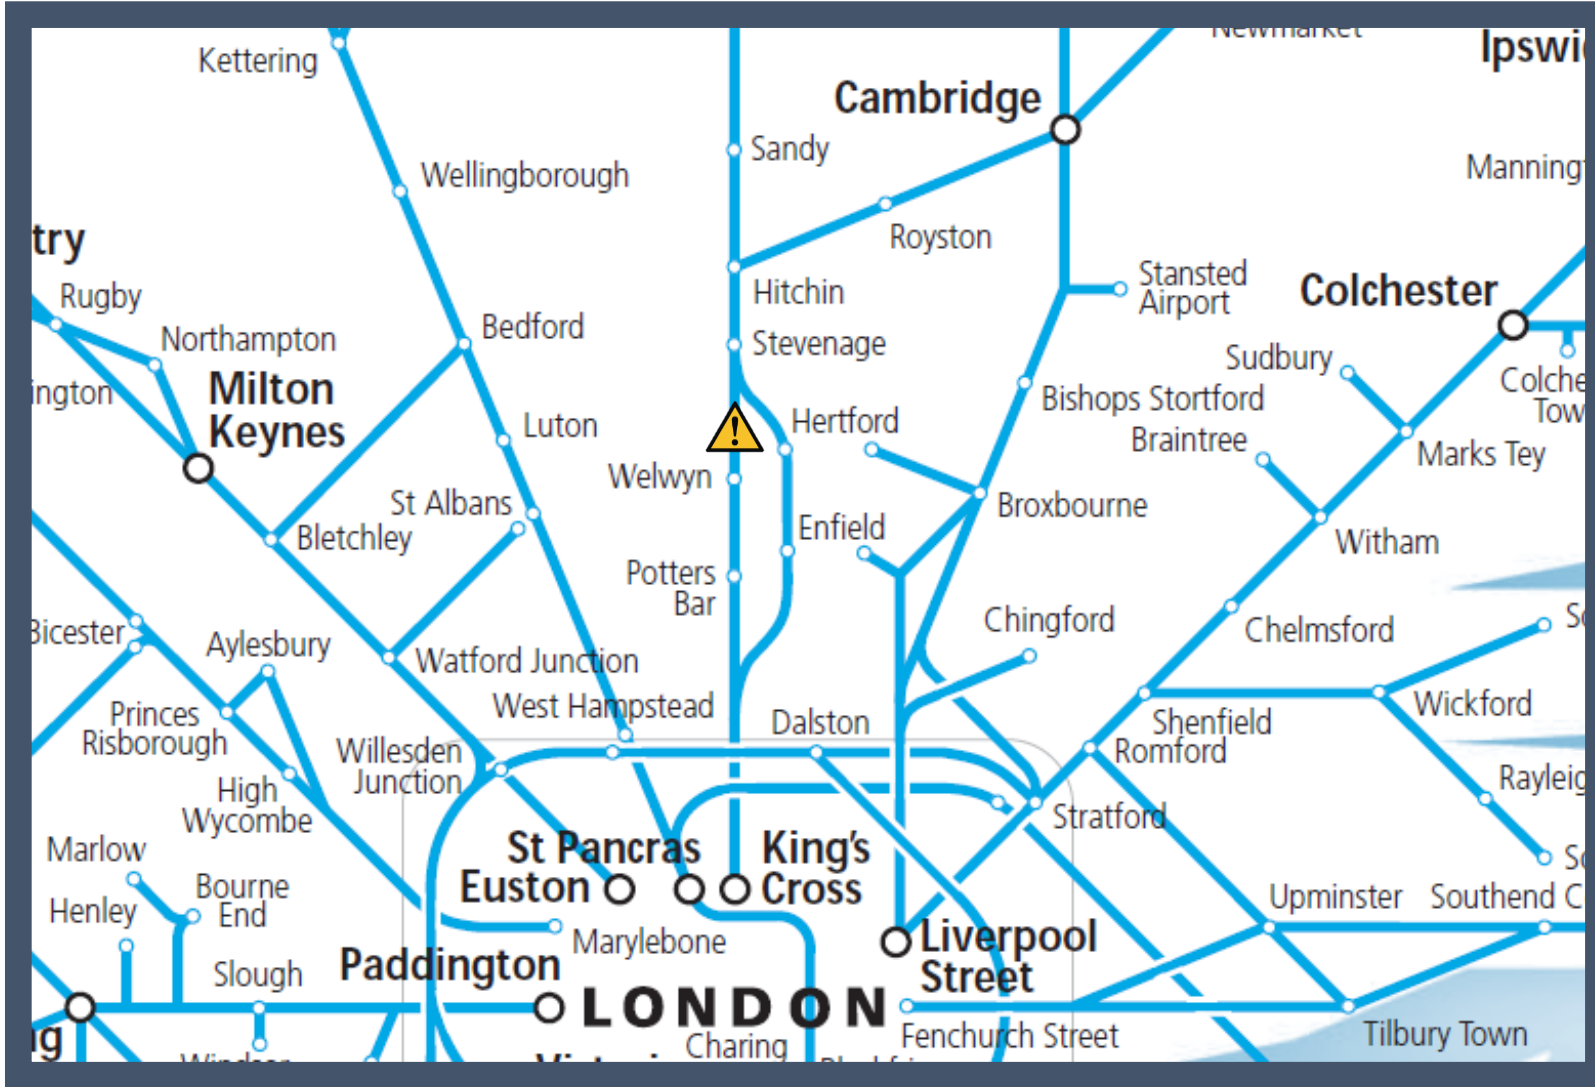 Newmarket
Ipswi
Kettering
Cambridge
Sandy
Manning
Wellingborough
Royston
try
Rugby
Hitchin
Stansted
Airport
Colchester
Northampton
Bedford
Stevenage
Sudbury
ington
Milton
Keynes
Colche
Tow
Luton
Hertford
Bishops Stortford
Braintree
Marks Tey
Welwyn
St Albans
Broxbourne
Bletchley
Enfield
Witham
Potters
Bar
Chingford
Chelmsford
Bicester
Aylesbury
Watford Junction
West Hampstead
Dalston
Wickford
Princes
Risborough
Shenfield
Romford
Willesden
Junction
High
Wycombe
Rayleig
Stratford
Marlow
St Pancras
King's
Cross
Euston
Bourne
End
Henley
Upminster
Southend C
Marylebone
Liverpool
Street
Slough
Paddington
LONDON
Fenchurch Street
Tilbury Town
Charing